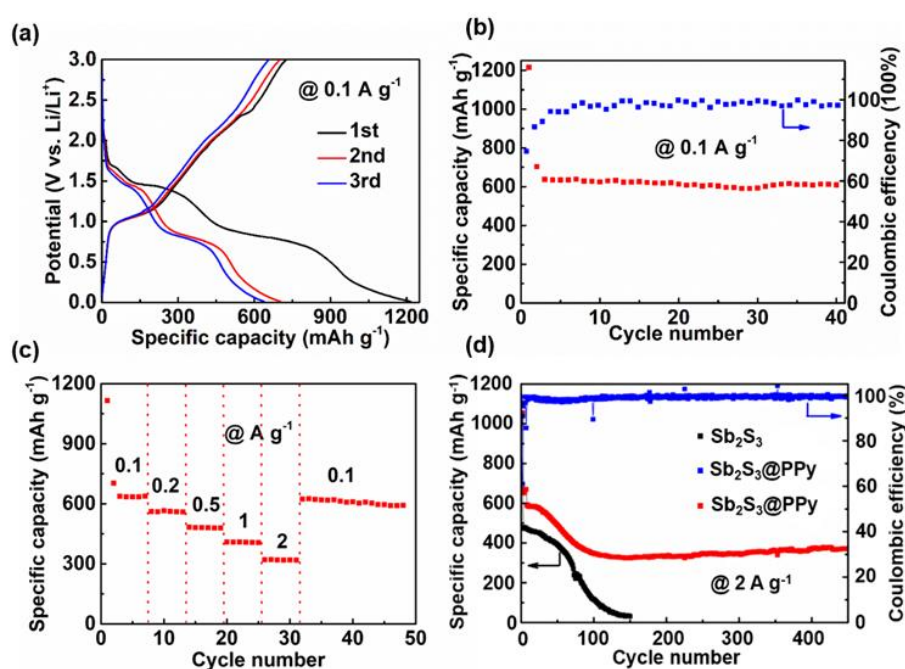 (a)
3.0
2.5
2.0
1.5
1.0
0.5
0.0
0
300
600
900
1200
Potential (V vs. Li/Li⁺)
Specific capacity (mAh g⁻¹)
@ 0.1 A g⁻¹
1st
2nd
3rd
(b)
1200
1000
800
600
400
200
0
0
10
20
30
40
100
80
60
40
20
0
Specific capacity (mAh g⁻¹)
Cycle number
Coulombic efficency (100%)
@ 0.1 A g⁻¹
(c)
1200
900
600
300
0
0
10
20
30
40
50
Specific capacity (mAh g⁻¹)
Cycle number
@ A g⁻¹
0.1
0.2
0.5
1
2
0.1
(d)
1200
1000
800
600
400
200
0
0
100
200
300
400
100
80
60
40
20
0
Specific capacity (mAh g⁻¹)
Cycle number
Coulombic efficiency (%)
Sb₂S₃
Sb₂S₃@PPy
Sb₂S₃@PPy
@ 2 A g⁻¹